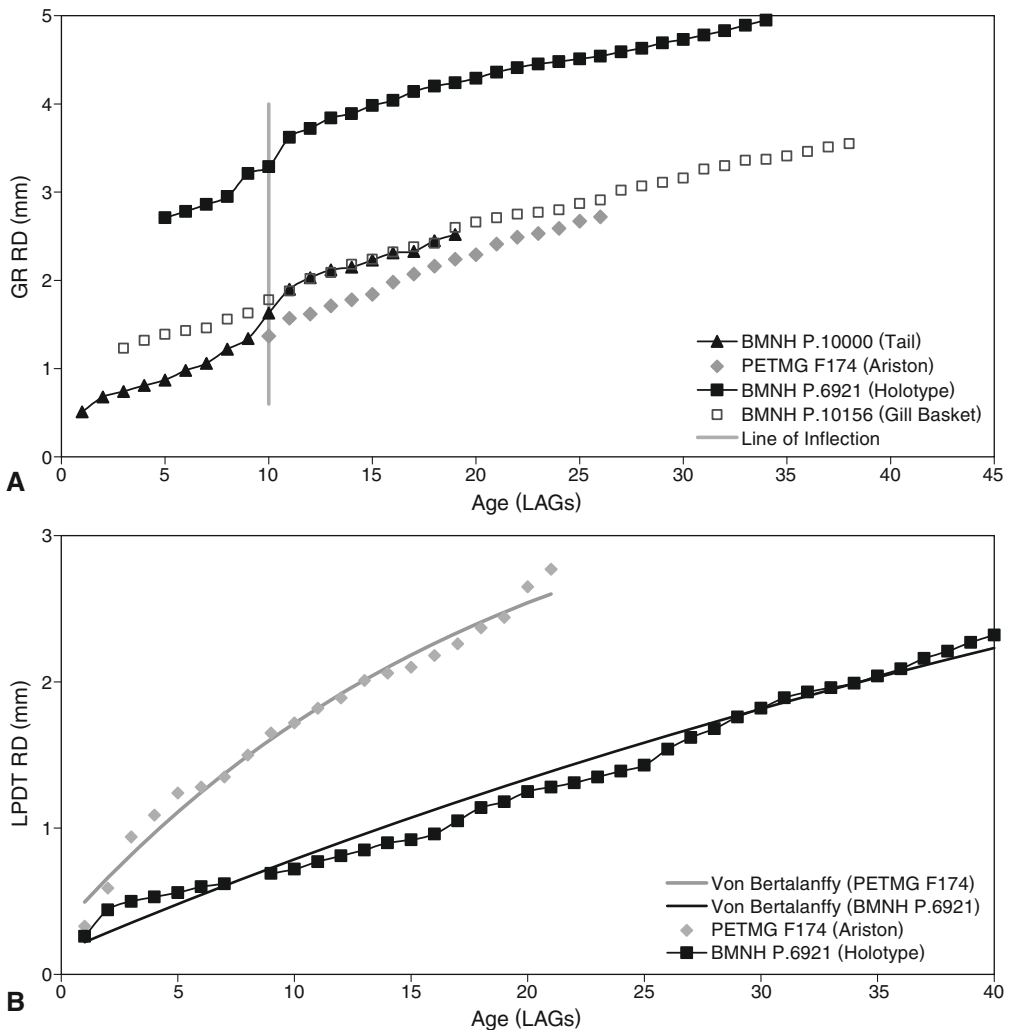 5
4
3
2
1
0
GR RD (mm)
BMNH P.10000 (Tail)
PETMG F174 (Ariston)
BMNH P.6921 (Holotype)
BMNH P.10156 (Gill Basket)
Line of Inflection
0 5 10 15 20 25 30 35 40 45
Age (LAGs)
A
3
2
1
0
LPDT RD (mm)
Von Bertalanffy (PETMG F174)
Von Bertalanffy (BMNH P.6921)
PETMG F174 (Ariston)
BMNH P.6921 (Holotype)
0 5 10 15 20 25 30 35 40
Age (LAGs)
B